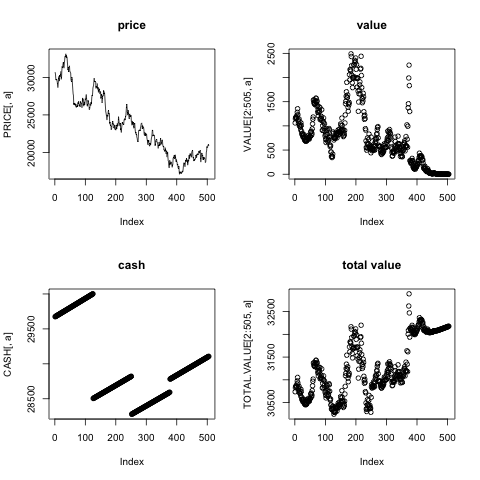 price
PRICE[, a]
20000 25000 30000
0 100 200 300 400 500
Index
value
VALUE[2:505, a]
0 500 1500 2500
0 100 200 300 400 500
Index
cash
CASH[, a]
28500 29500
0 100 200 300 400 500
Index
total value
TOTAL.VALUE[2:505, a]
30500 31500 32500
0 100 200 300 400 500
Index